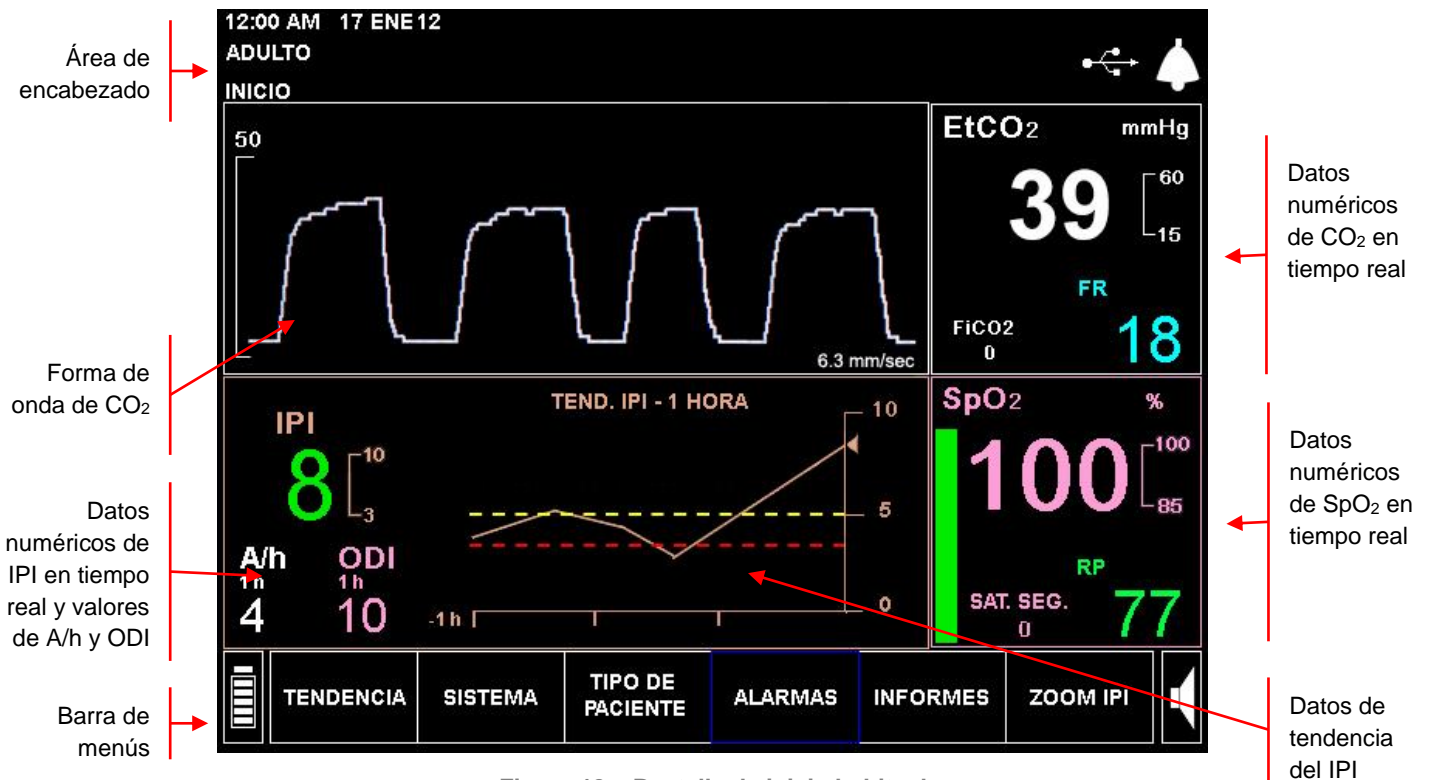 12:00 AM 17 ENE 12
ADULTO
INICIO
Área de
encabezado
50
6.3 mm/sec
Forma de
onda de CO₂
EtCO₂ mmHg
39
60
15
FR
18
FiCO2
0
Datos
numéricos
de CO₂ en
tiempo real
IPI
8
10
3
A/h
1h
4
ODI
1h
10
TEND. IPI - 1 HORA
10
5
0
-1 h
Datos
numéricos de
IPI en tiempo
real y valores
de A/h y ODI
SpO₂ %
100
100
85
RP
77
SAT. SEG.
0
Datos
numéricos
de SpO₂ en
tiempo real
Barra de
menús
TENDENCIA
SISTEMA
TIPO DE
PACIENTE
ALARMAS
INFORMES
ZOOM IPI
Datos de
tendencia
del IPI